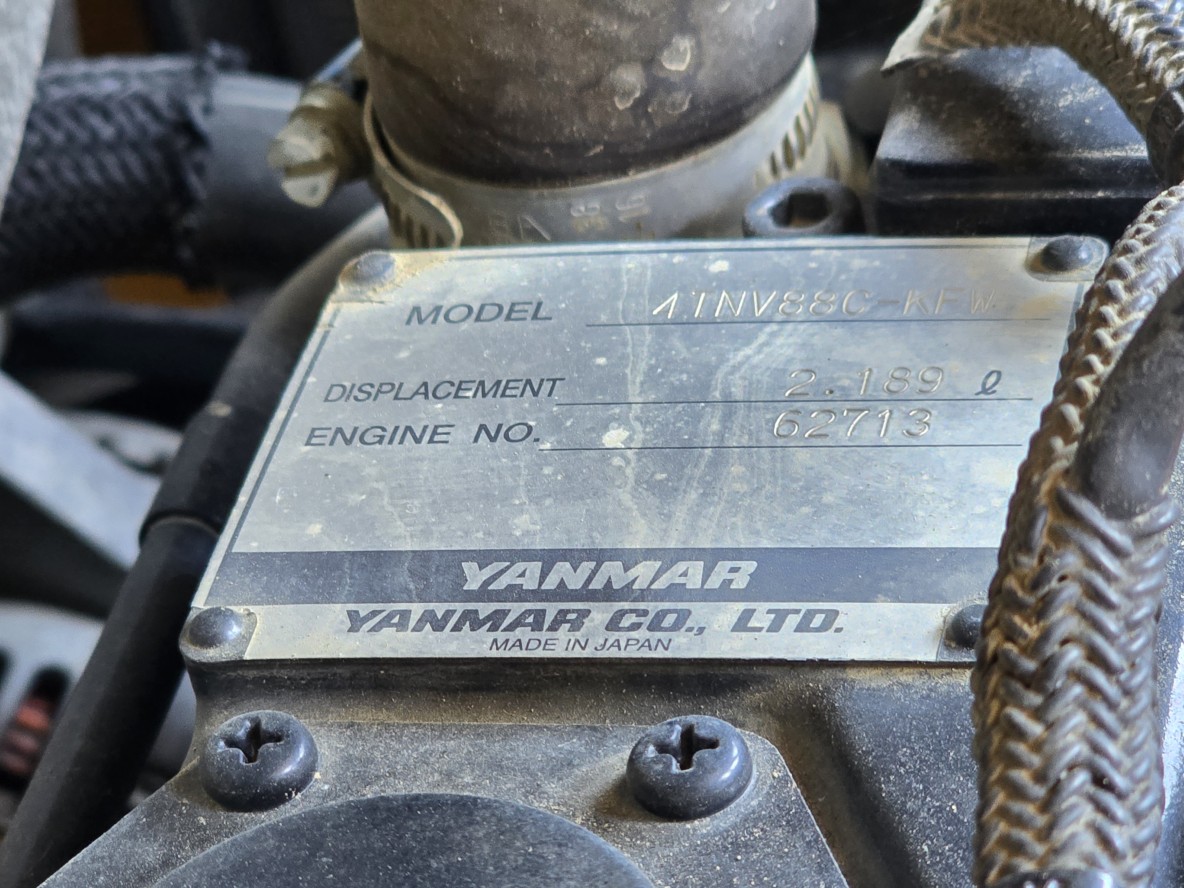 MODEL 4TNV88C-KFW
DISPLACEMENT 2.189 ℓ
ENGINE NO. 62713
YANMAR
YANMAR CO., LTD.
MADE IN JAPAN